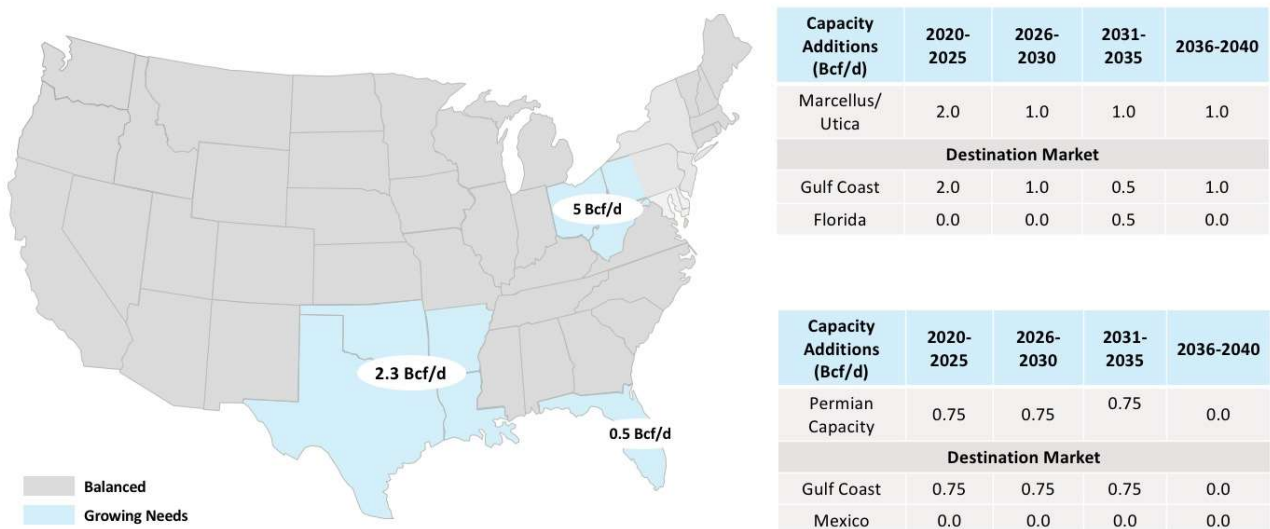 5 Bcf/d
2.3 Bcf/d
0.5 Bcf/d
Balanced
Growing Needs
Capacity
Additions
(Bcf/d)
2020-
2025
2026-
2030
2031-
2035
2036-2040
Marcellus/
Utica
2.0
1.0
1.0
1.0
Destination Market
Gulf Coast
2.0
1.0
0.5
1.0
Florida
0.0
0.0
0.5
0.0
Capacity
Additions
(Bcf/d)
2020-
2025
2026-
2030
2031-
2035
2036-2040
Permian
Capacity
0.75
0.75
0.75
0.0
Destination Market
Gulf Coast
0.75
0.75
0.75
0.0
Mexico
0.0
0.0
0.0
0.0